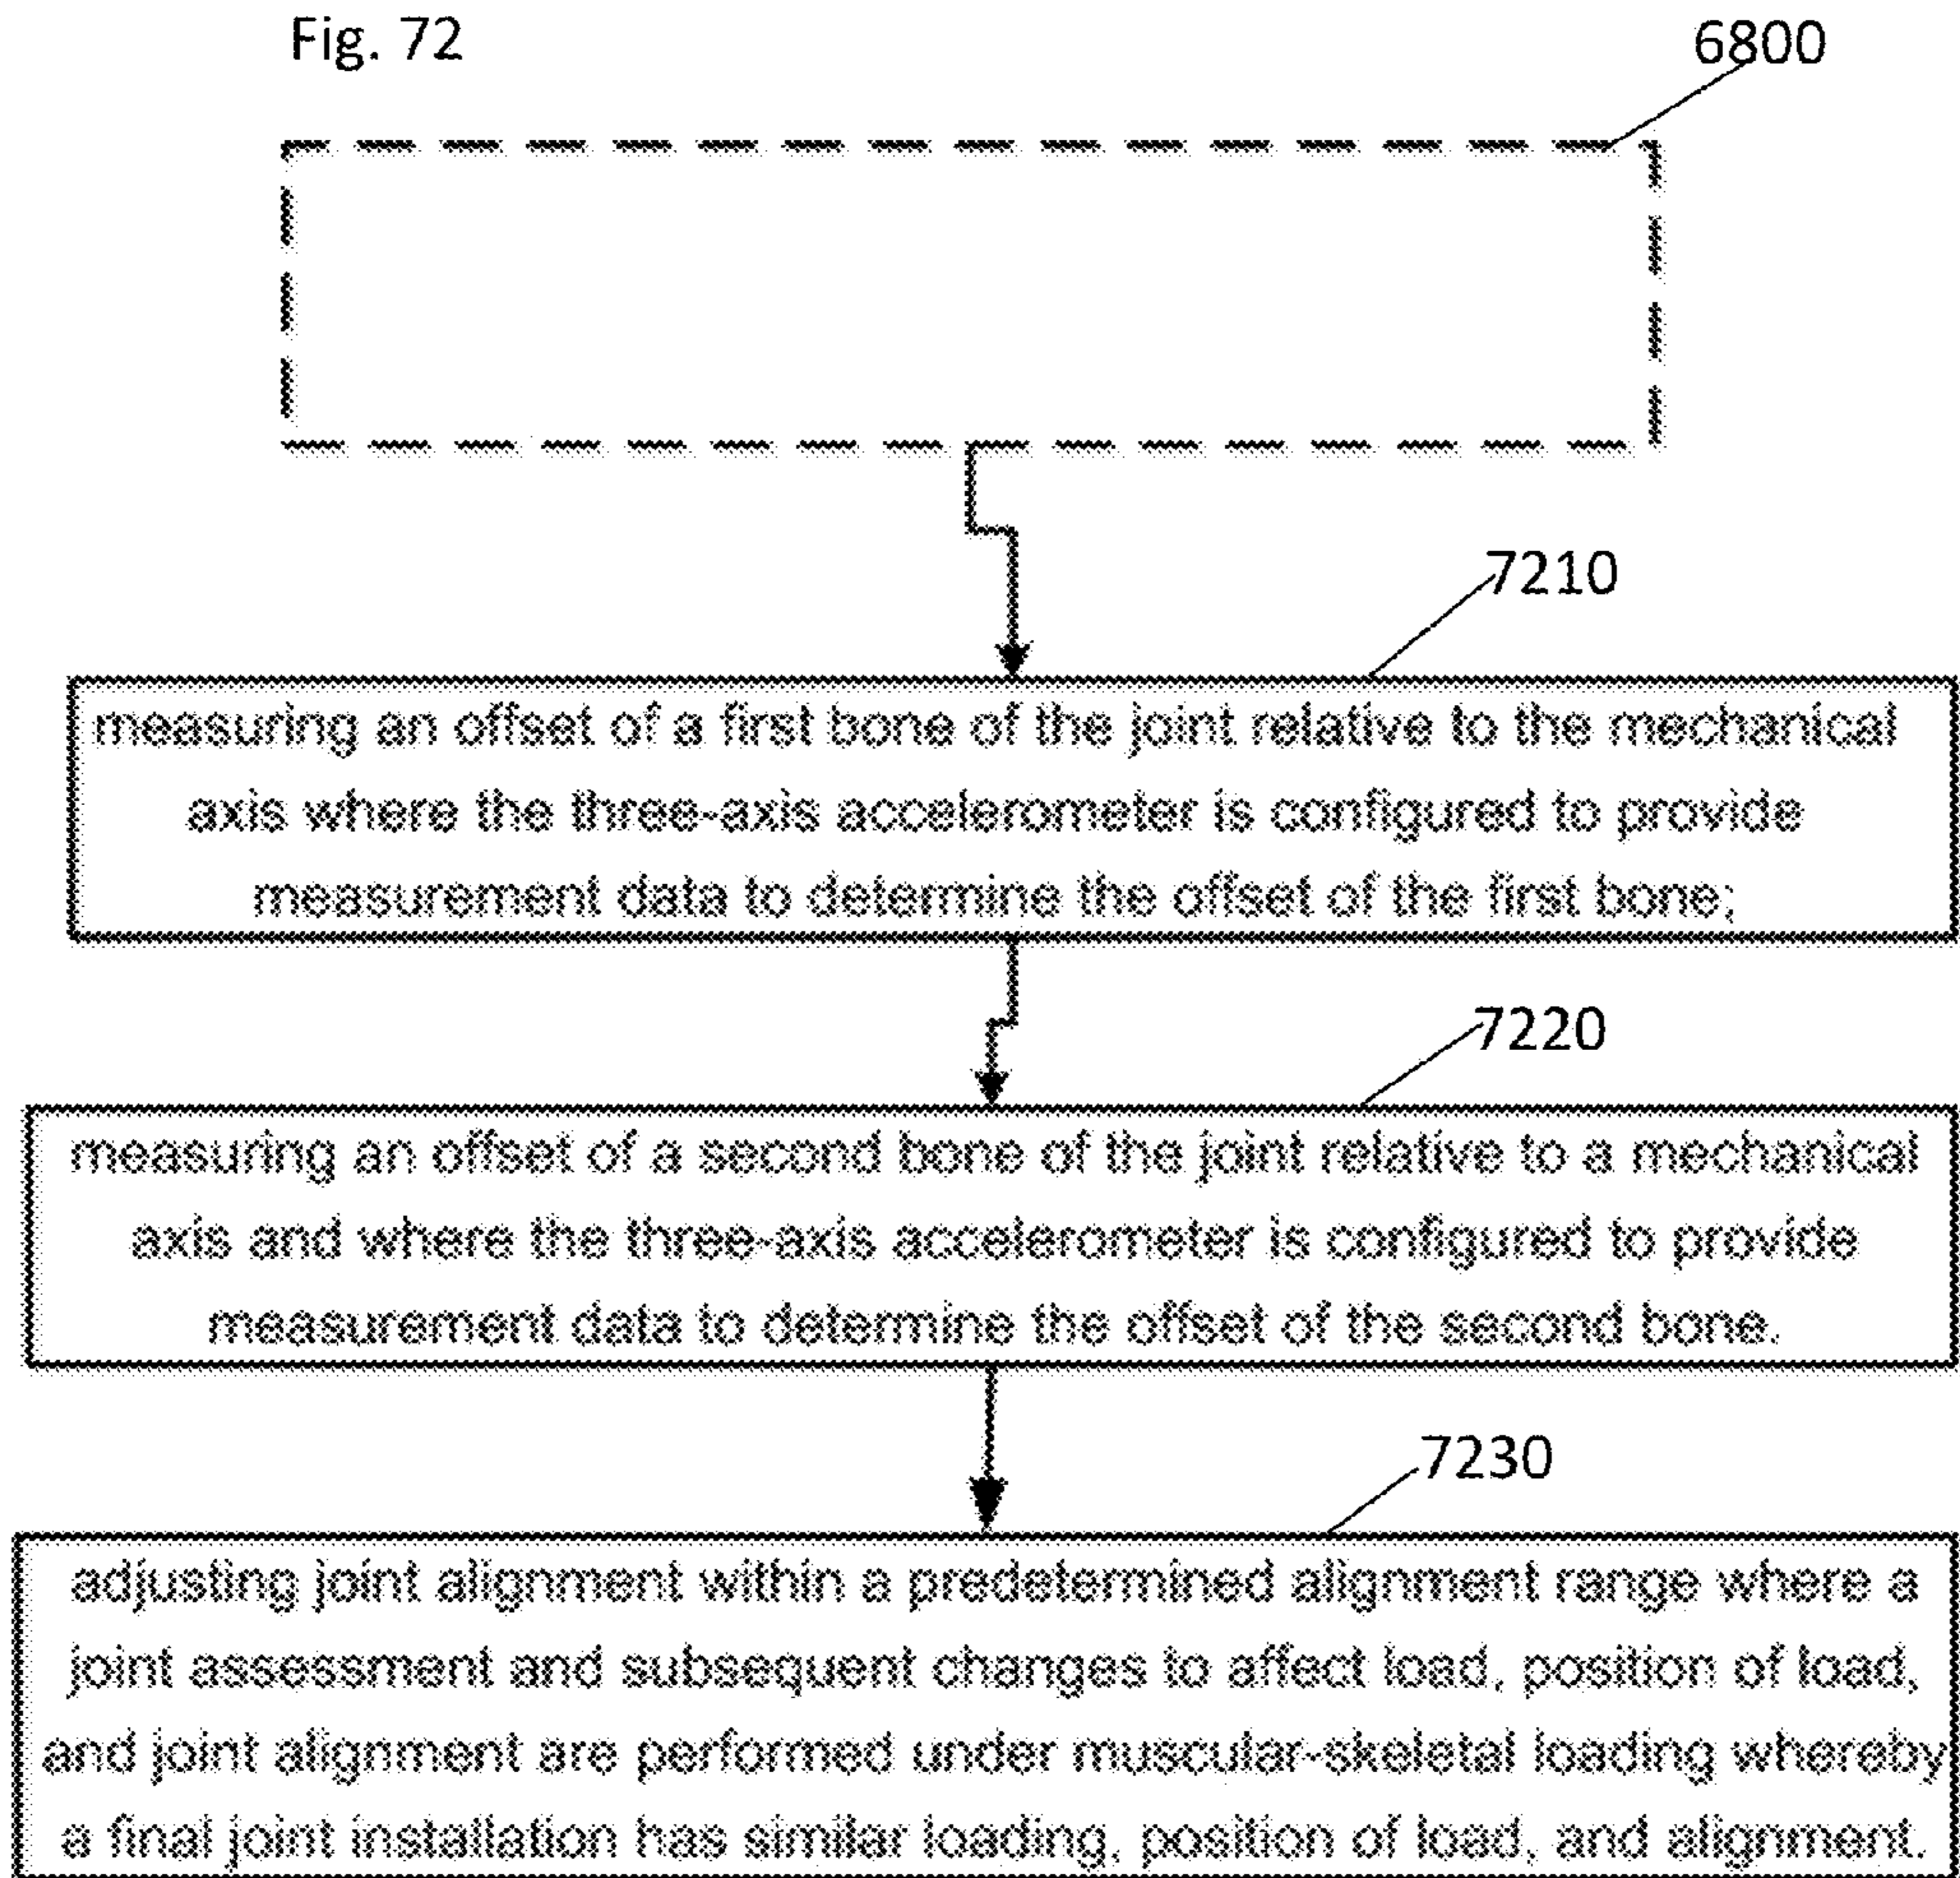 Fig. 72
6800
7210
measuring an offset of a first bone of the joint relative to the mechanical
axis where the three-axis accelerometer is configured to provide
measurement data to determine the offset of the first bone;
7220
measuring an offset of a second bone of the joint relative to a mechanical
axis and where the three-axis accelerometer is configured to provide
measurement data to determine the offset of the second bone.
7230
adjusting joint alignment within a predetermined alignment range where a
joint assessment and subsequent changes to affect load, position of load,
and joint alignment are performed under muscular-skeletal loading whereby
a final joint installation has similar loading, position of load, and alignment.